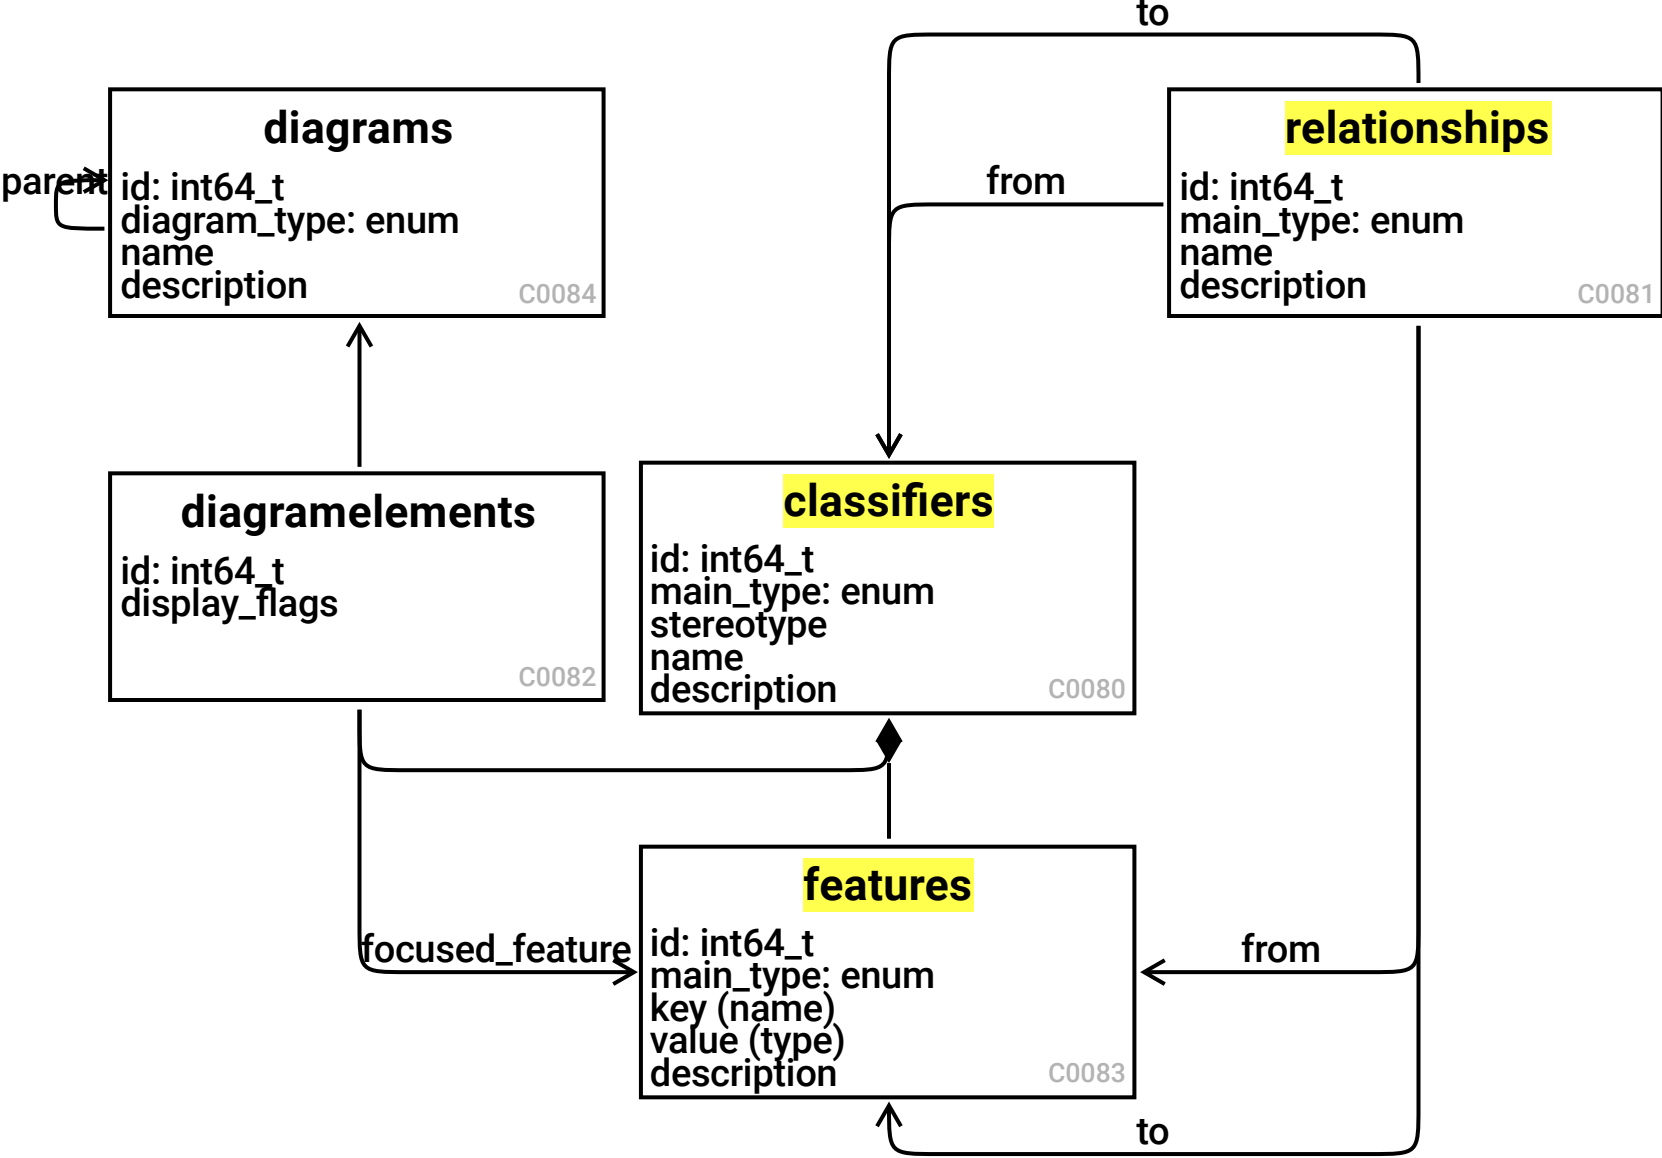 to
diagrams
parent
id: int64_t
diagram_type: enum
name
description
C0084
from
relationships
id: int64_t
main_type: enum
name
description
C0081
diagramelements
id: int64_t
display_flags
C0082
classifiers
id: int64_t
main_type: enum
stereotype
name
description
C0080
focused_feature
features
id: int64_t
main_type: enum
key (name)
value (type)
description
C0083
from
to